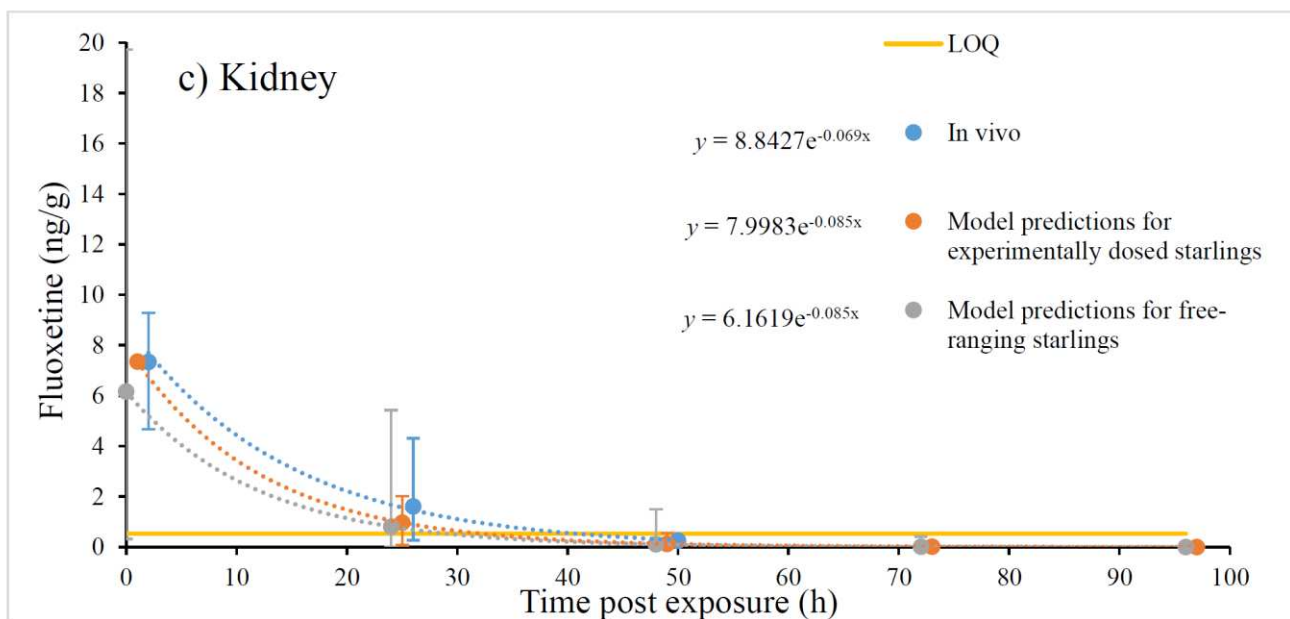 c) Kidney
LOQ
y = 8.8427e-0.069x
In vivo
y = 7.9983e-0.085x
Model predictions for
experimentally dosed starlings
y = 6.1619e-0.085x
Model predictions for free-
ranging starlings
Fluoxetine (ng/g)
20
18
16
14
12
10
8
6
4
2
0
0 10 20 30 40 50 60 70 80 90 100
Time post exposure (h)